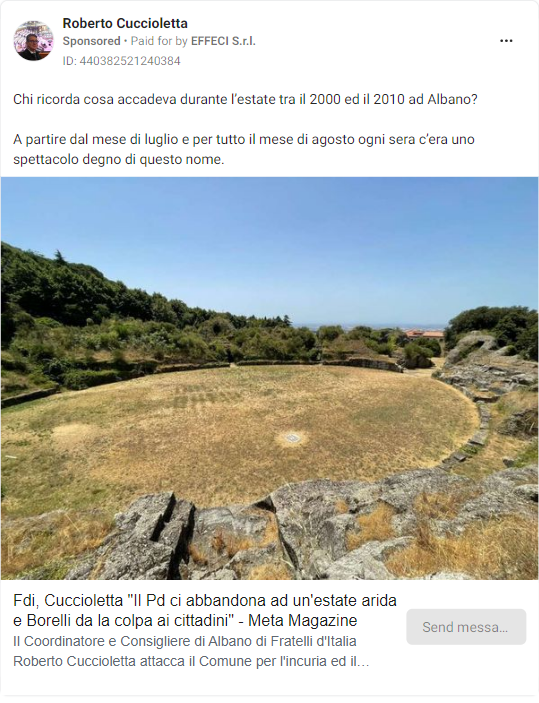 Roberto Cuccioletta
Sponsored • Paid for by EFFECI S.r.l.
ID: 440382521240384
Chi ricorda cosa accadeva durante l'estate tra il 2000 ed il 2010 ad Albano?
A partire dal mese di luglio e per tutto il mese di agosto ogni sera c'era uno
spettacolo degno di questo nome.
Fdi, Cuccioletta "Il Pd ci abbandona ad un'estate arida
e Borelli da la colpa ai cittadini" - Meta Magazine
Il Coordinatore e Consigliere di Albano di Fratelli d'Italia
Roberto Cuccioletta attacca il Comune per l'incuria ed il...
Send messa...